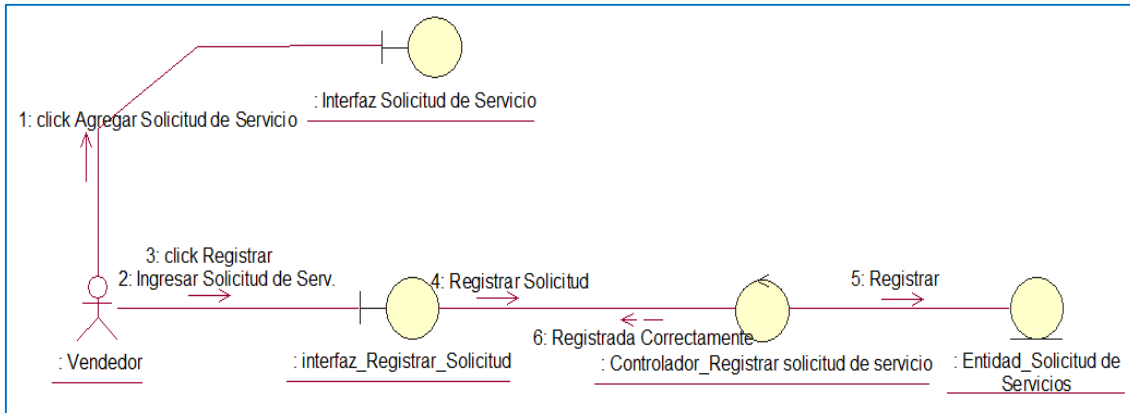 : Interfaz Solicitud de Servicio
1: click Agregar Solicitud de Servicio
3: click Registrar
2: Ingresar Solicitud de Serv.
4: Registrar Solicitud
5: Registrar
6: Registrada Correctamente
: Vendedor
: interfaz_Registrar_Solicitud
: Controlador_Registrar solicitud de servicio
: Entidad_Solicitud de
Servicios